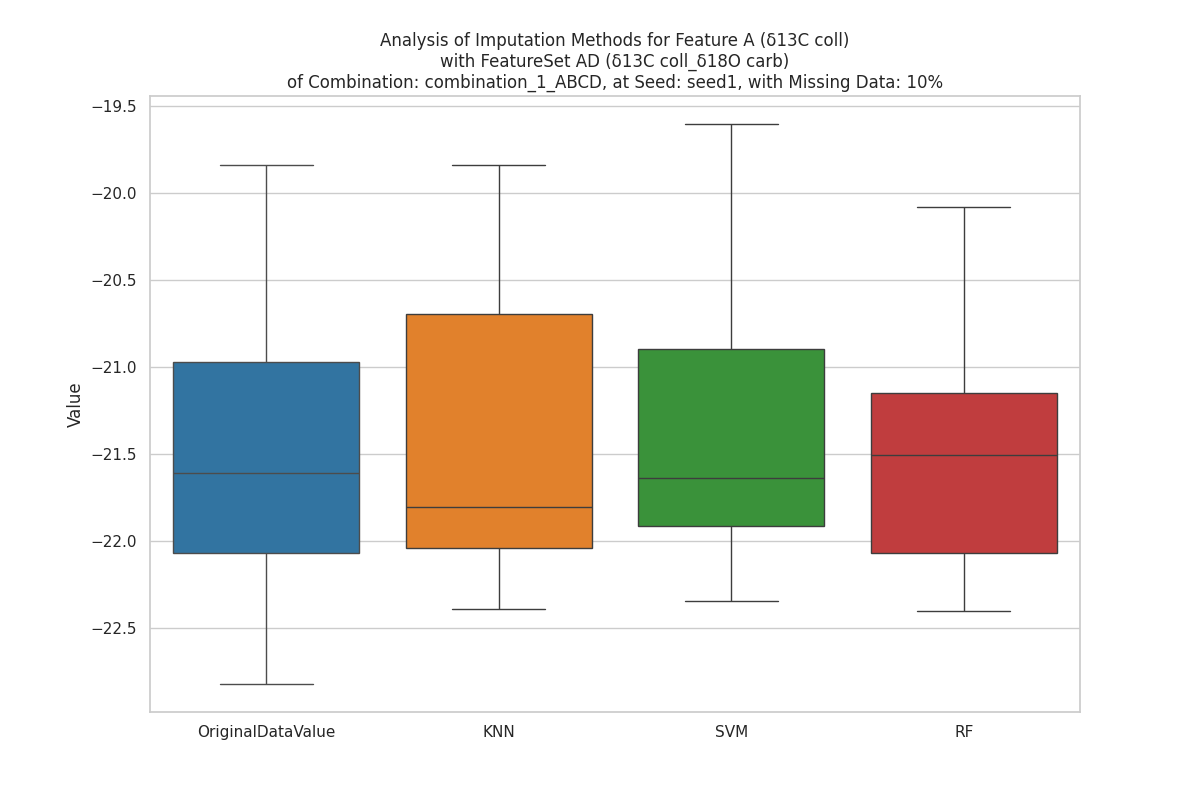 Analysis of Imputation Methods for Feature A (δ13C coll)
with FeatureSet AD (δ13C coll_δ18O carb)
of Combination: combination_1_ABCD, at Seed: seed1, with Missing Data: 10%
−19.5
−20.0
−20.5
−21.0
−21.5
−22.0
−22.5
Value
OriginalDataValue KNN SVM RF